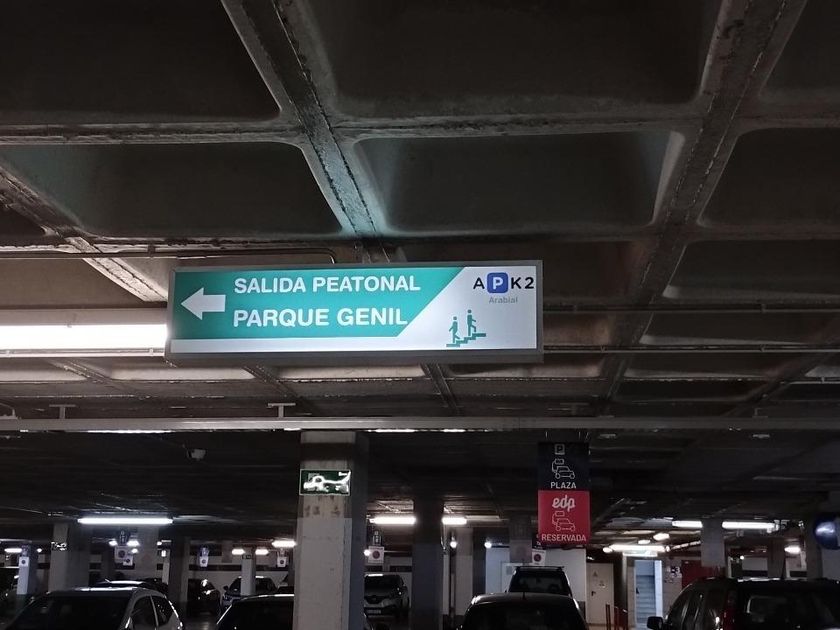 SALIDA PEATONAL
PARQUE GENIL
APK2
Arabial
P
PLAZA
edp
RESERVADA